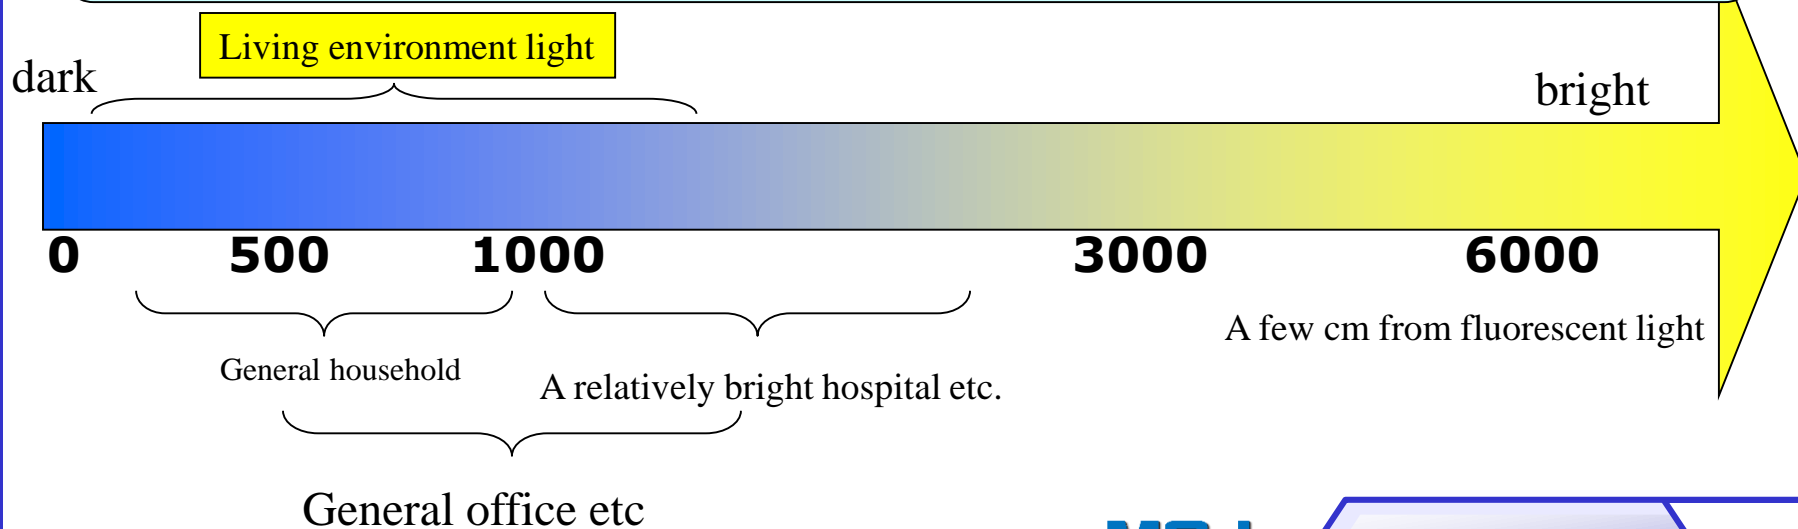 Living environment light
dark
bright
0 500 1000 3000 6000
A few cm from fluorescent light
General household
A relatively bright hospital etc.
General office etc